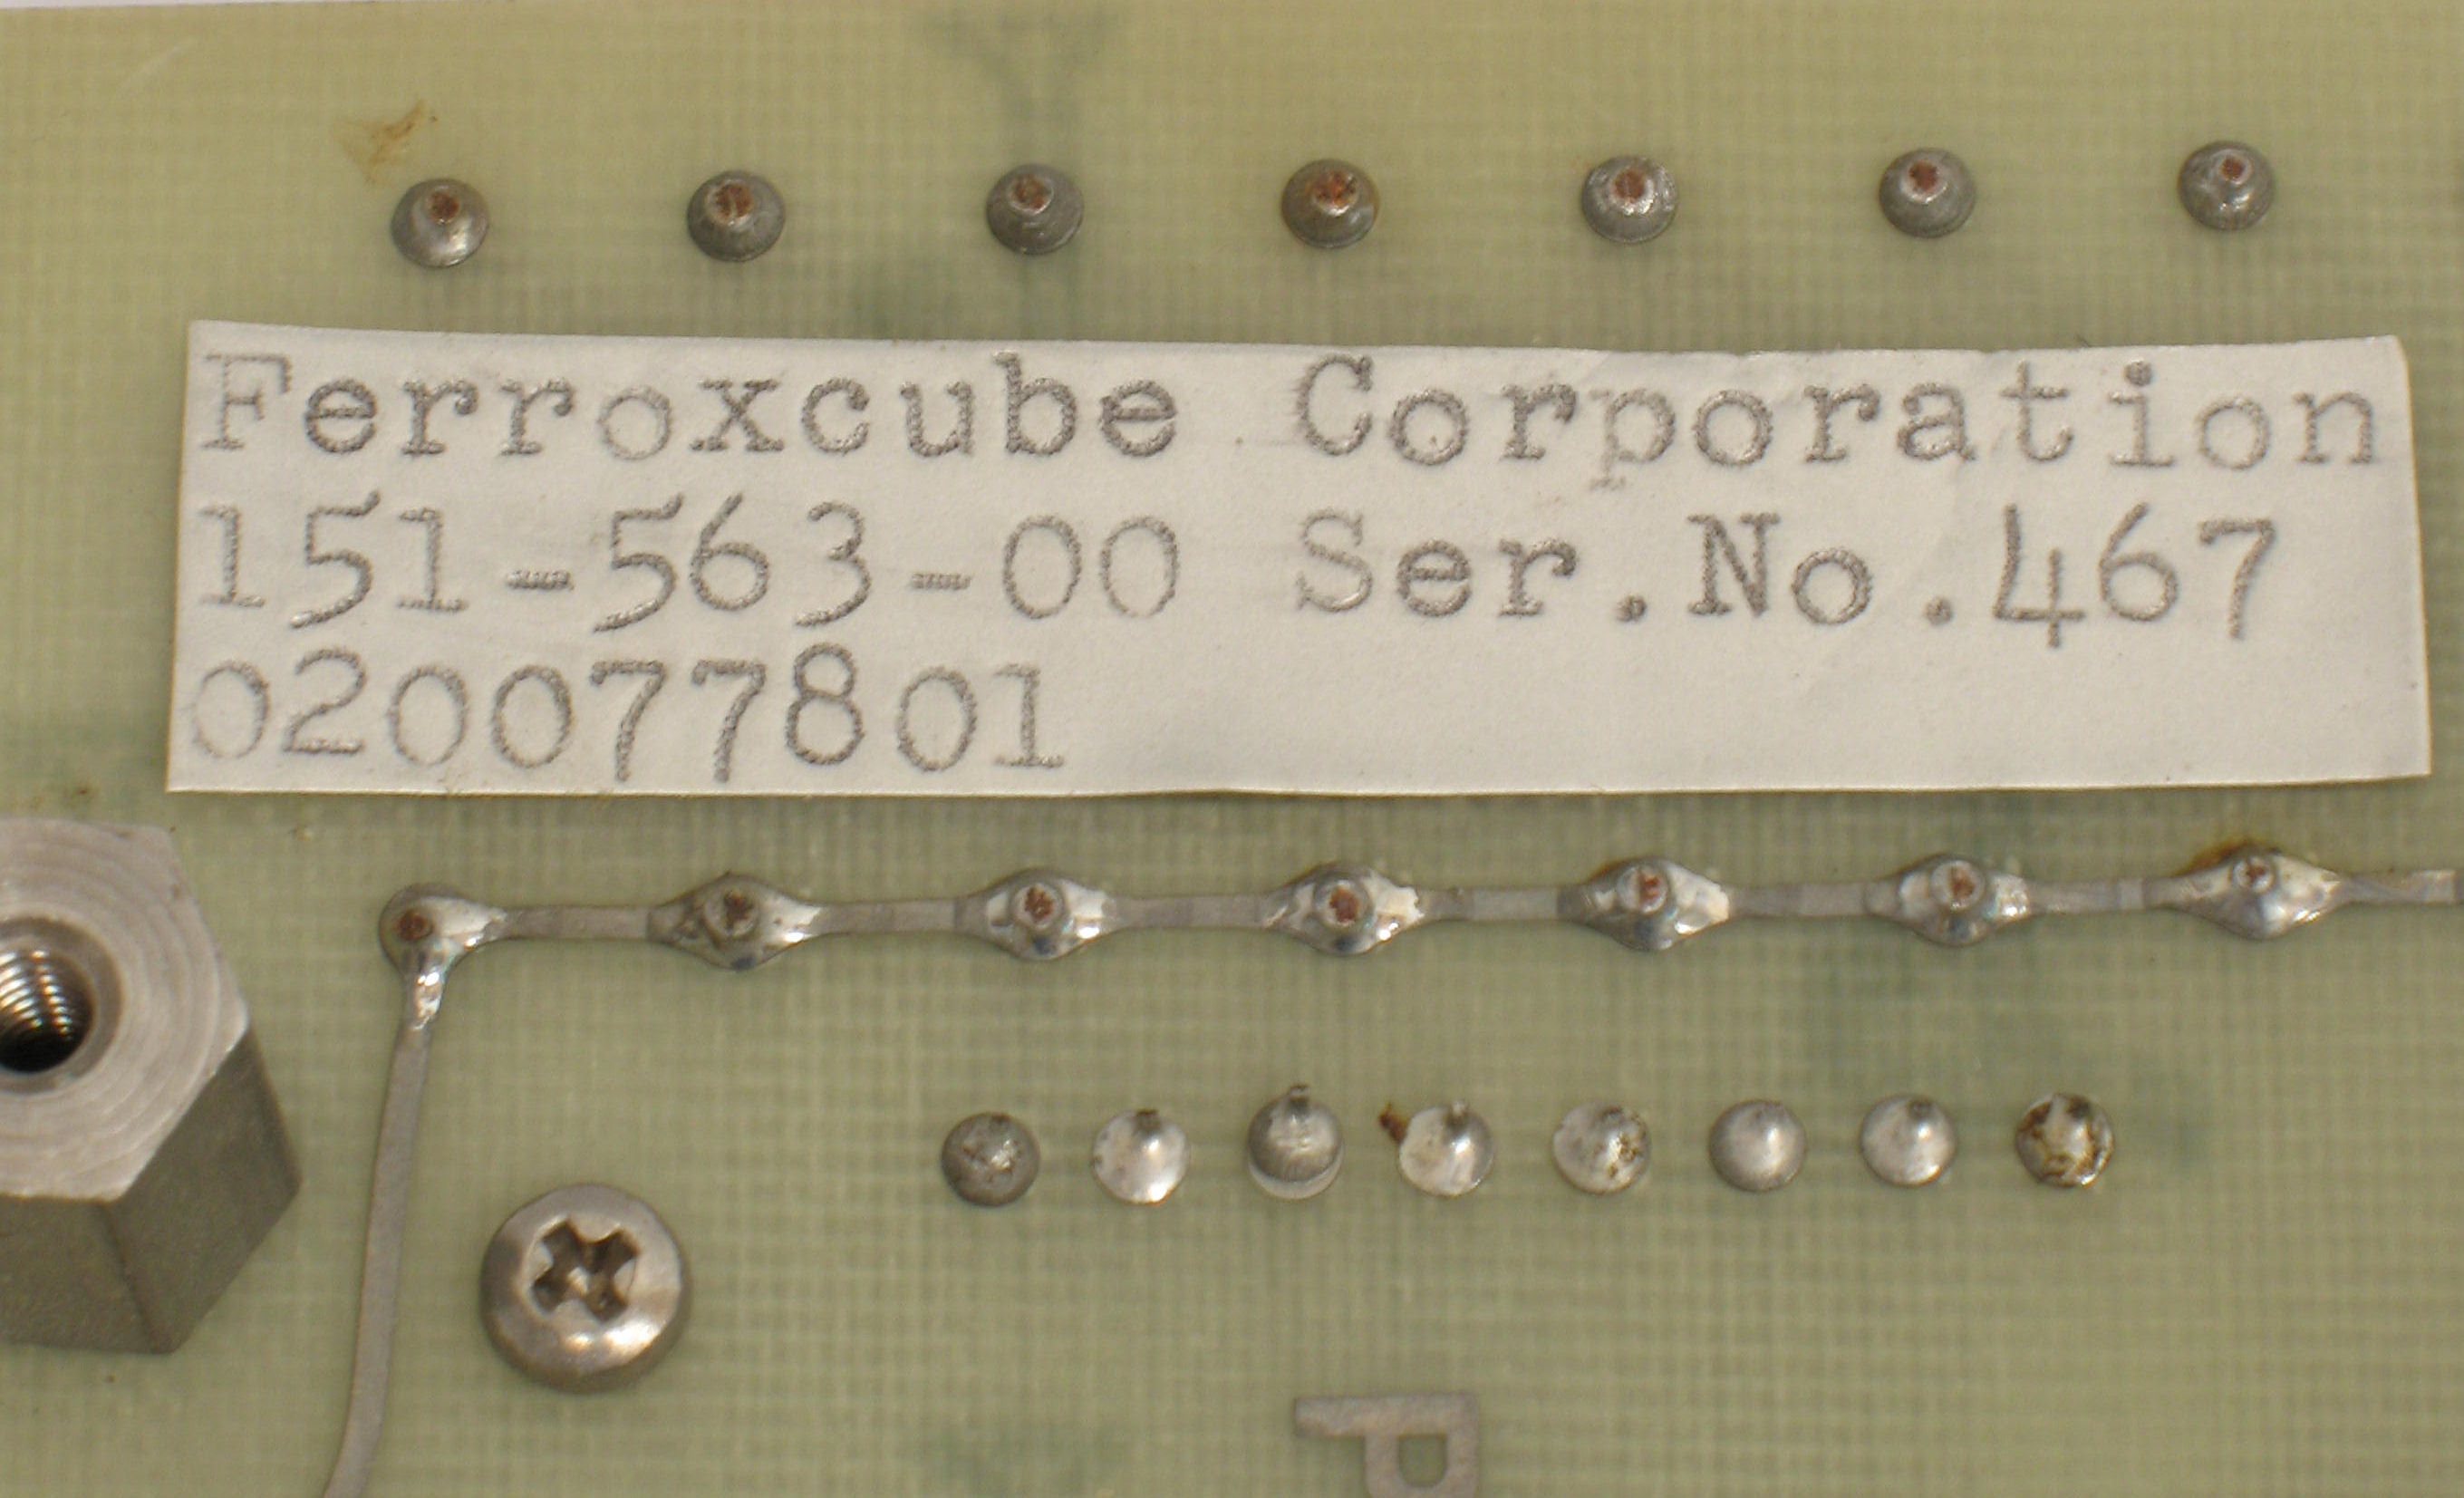 Ferroxcube Corporation
151-563-00 Ser.No.467
020077801
P